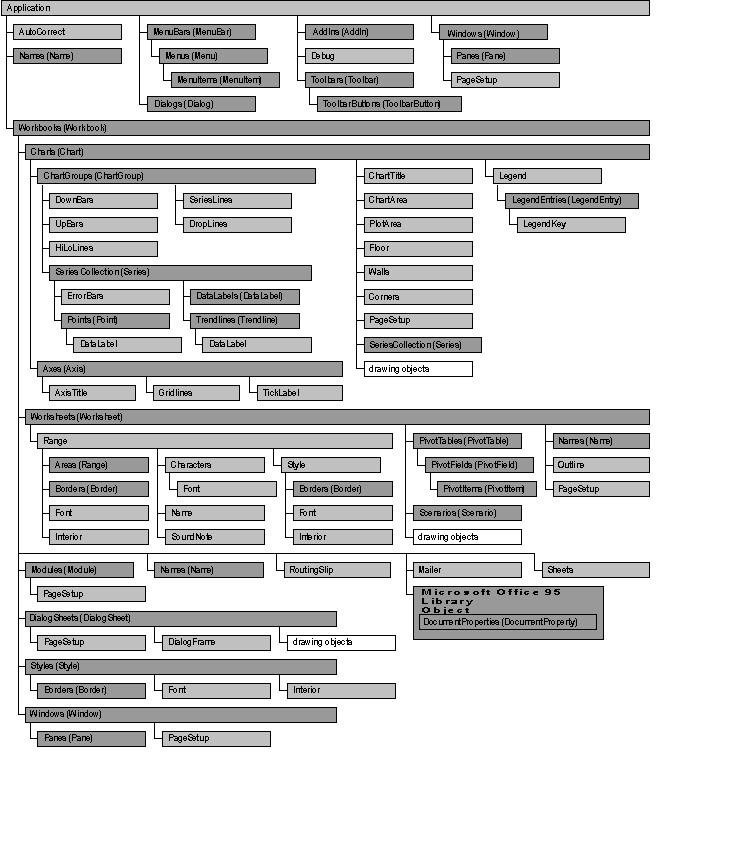 Application
AutoCorrect
MenuBars (MenuBar)
AddIns (AddIn)
Windows (Window)
Names (Name)
Menus (Menu)
Debug
Panes (Pane)
MenuItems (MenuItem)
Toolbars (Toolbar)
PageSetup
Dialogs (Dialog)
ToolbarButtons (ToolbarButton)
Workbooks (Workbook)
Charts (Chart)
ChartGroups (ChartGroup)
ChartTitle
Legend
DownBars
SeriesLines
ChartArea
LegendEntries (LegendEntry)
UpBars
DropLines
PlotArea
LegendKey
HiLoLines
Floor
Series Collection (Series)
Walls
ErrorBars
DataLabels (DataLabel)
Corners
Points (Point)
Trendlines (Trendline)
PageSetup
DataLabel
DataLabel
SeriesCollection (Series)
Axes (Axis)
drawing objects
AxisTitle
Gridlines
TickLabel
Worksheets (Worksheet)
Range
PivotTables (PivotTable)
Names (Name)
Areas (Range)
Characters
Style
PivotFields (PivotField)
Outline
Borders (Border)
Font
Borders (Border)
PivotItems (PivotItem)
PageSetup
Font
Name
Font
Scenarios (Scenario)
Interior
SoundNote
Interior
drawing objects
Modules (Module)
Names (Name)
RoutingSlip
Mailer
Sheets
PageSetup
Microsoft Office 95
Library
Object
DocumentProperties (DocumentProperty)
DialogSheets (DialogSheet)
PageSetup
DialogFrame
drawing objects
Styles (Style)
Borders (Border)
Font
Interior
Windows (Window)
Panes (Pane)
PageSetup